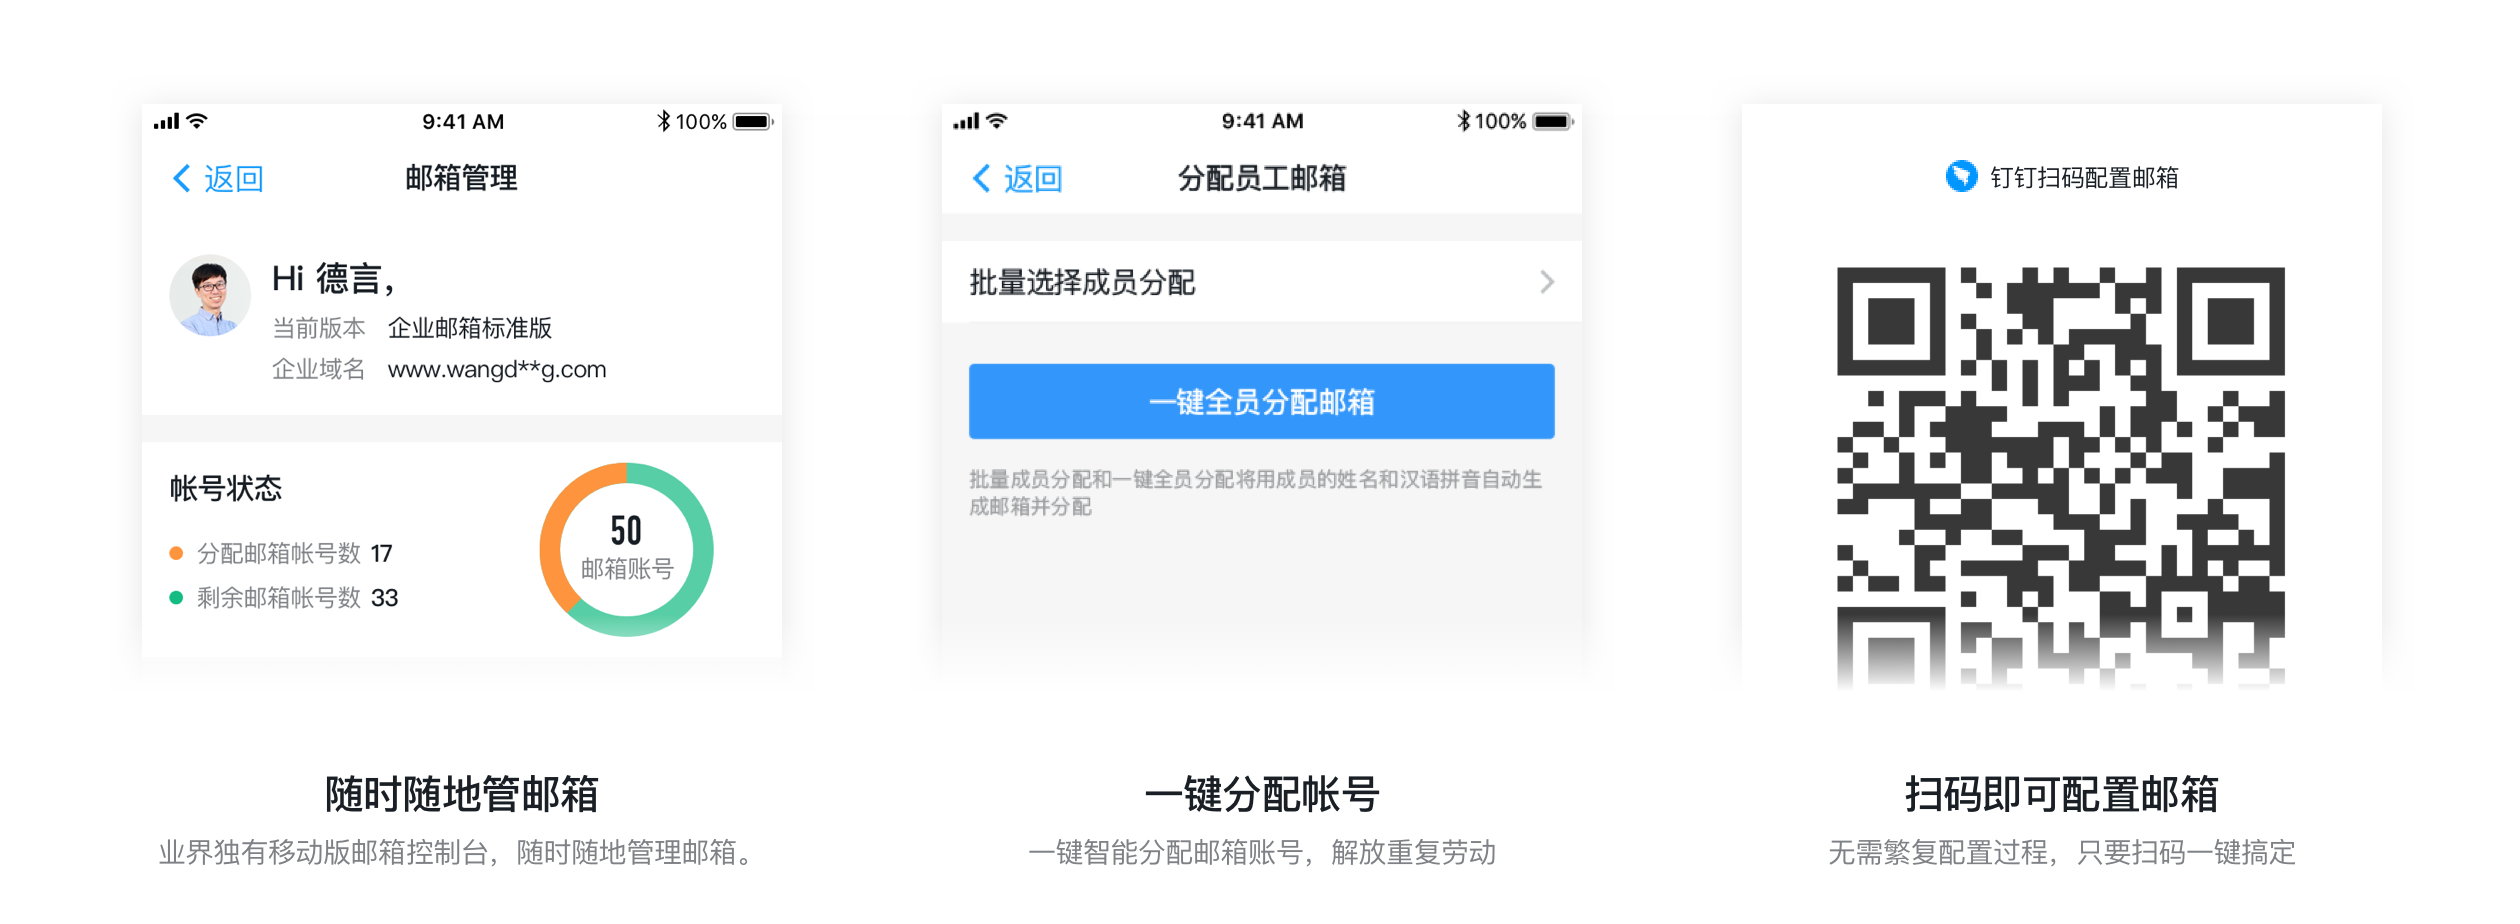 9:41 AM
100%
返回
邮箱管理
Hi 德言，
当前版本 企业邮箱标准版
企业域名 www.wangd**g.com
帐号状态
分配邮箱帐号数 17
剩余邮箱帐号数 33
50
邮箱账号
随时随地管邮箱
业界独有移动版邮箱控制台，随时随地管理邮箱。
9:41 AM
100%
返回
分配员工邮箱
批量选择成员分配
一键全员分配邮箱
批量成员分配和一键全员分配将用成员的姓名和汉语拼音自动生
成邮箱并分配
一键分配帐号
一键智能分配邮箱账号，解放重复劳动
钉钉扫码配置邮箱
扫码即可配置邮箱
无需繁复配置过程，只要扫码一键搞定